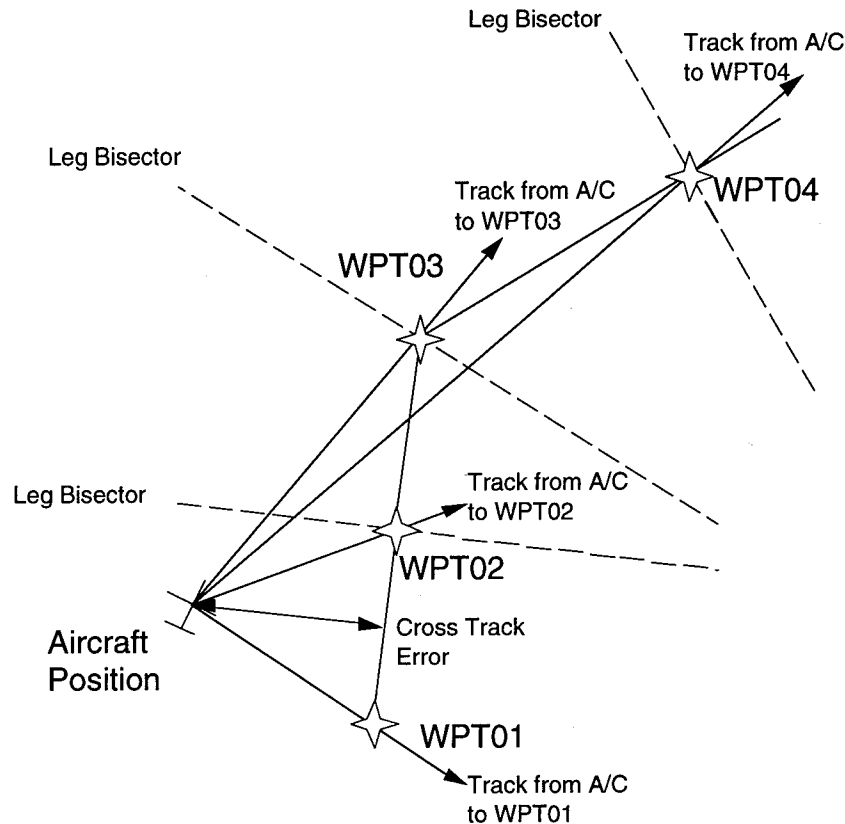 Leg Bisector
Track from A/C
to WPT04
Leg Bisector
WPT04
Track from A/C
to WPT03
WPT03
Leg Bisector
Track from A/C
to WPT02
WPT02
Cross Track
Error
Aircraft
Position
WPT01
Track from A/C
to WPT01